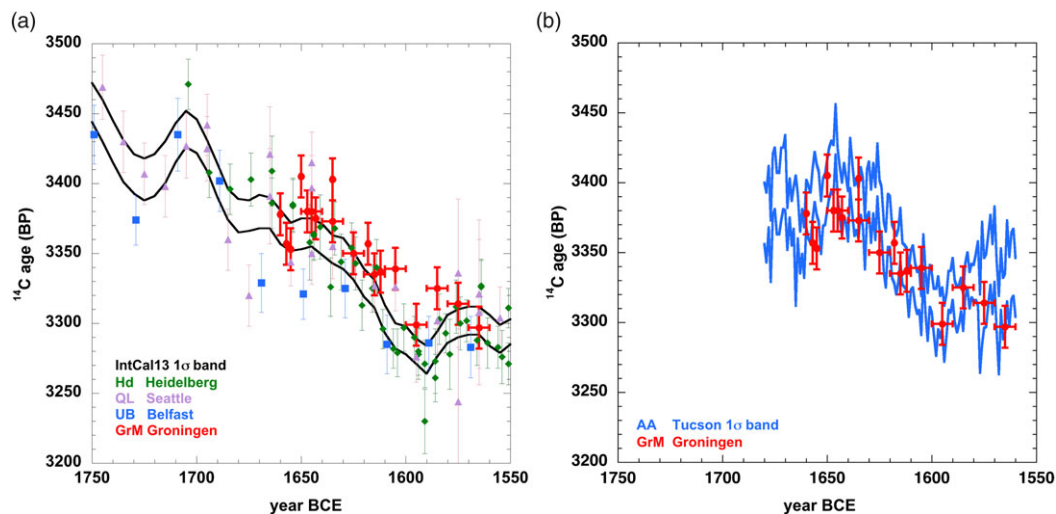 (a)
3500
3450
3400
3350
3300
3250
3200
¹⁴C age (BP)
IntCal13 1σ band
Hd Heidelberg
QL Seattle
UB Belfast
GrM Groningen
1750
1700
1650
1600
1550
year BCE
(b)
3500
3450
3400
3350
3300
3250
3200
¹⁴C age (BP)
AA Tucson 1σ band
GrM Groningen
1750
1700
1650
1600
1550
year BCE